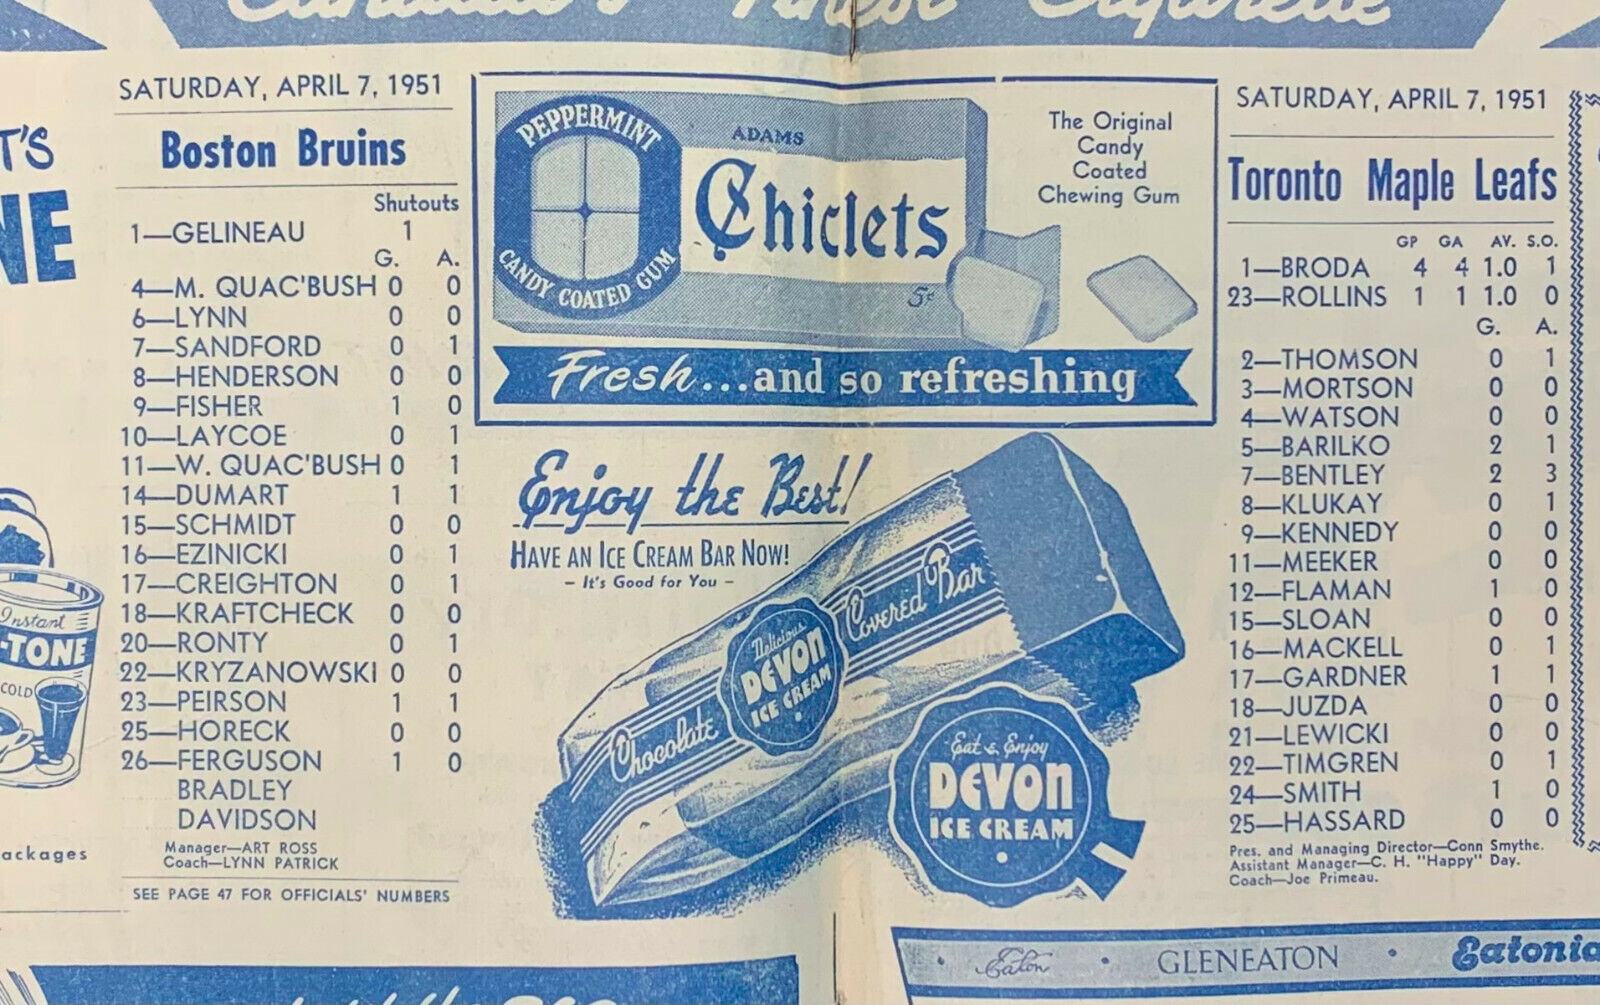 Finest Cigarette
SATURDAY, APRIL 7, 1951
Boston Bruins
Shutouts
1—GELINEAU 1
G. A.
4—M. QUAC'BUSH 0 0
6—LYNN 0 0
7—SANDFORD 0 1
8—HENDERSON 0 0
9—FISHER 1 0
10—LAYCOE 0 1
11—W. QUAC'BUSH 0 1
14—DUMART 1 1
15—SCHMIDT 0 0
16—EZINICKI 0 1
17—CREIGHTON 0 1
18—KRAFTCHECK 0 0
20—RONTY 0 1
22—KRYZANOWSKI 0 0
23—PEIRSON 1 1
25—HORECK 0 0
26—FERGUSON 1 0
BRADLEY
DAVIDSON
Manager—ART ROSS
Coach—LYNN PATRICK
SEE PAGE 47 FOR OFFICIALS' NUMBERS
T'S
NE
Instant
-TONE
COLD
ackages
PEPPERMINT
CANDY COATED GUM
ADAMS
Chiclets
5¢
The Original
Candy
Coated
Chewing Gum
Fresh...and so refreshing
Enjoy the Best!
HAVE AN ICE CREAM BAR NOW!
– It's Good for You –
Chocolate
Delicious
DEVON
ICE CREAM
Covered Bar
Eat & Enjoy
DEVON
ICE CREAM
SATURDAY, APRIL 7, 1951
Toronto Maple Leafs
GP GA AV. S.O.
1—BRODA 4 4 1.0 1
23—ROLLINS 1 1 1.0 0
G. A.
2—THOMSON 0 1
3—MORTSON 0 0
4—WATSON 0 0
5—BARILKO 2 1
7—BENTLEY 2 3
8—KLUKAY 0 1
9—KENNEDY 0 0
11—MEEKER 0 0
12—FLAMAN 1 0
15—SLOAN 0 0
16—MACKELL 0 1
17—GARDNER 1 1
18—JUZDA 0 0
21—LEWICKI 0 0
22—TIMGREN 0 1
24—SMITH 1 0
25—HASSARD 0 0
Pres. and Managing Director—Conn Smythe.
Assistant Manager—C. H. "Happy" Day.
Coach—Joe Primeau.
• Eaton • GLENEATON • Eatonia